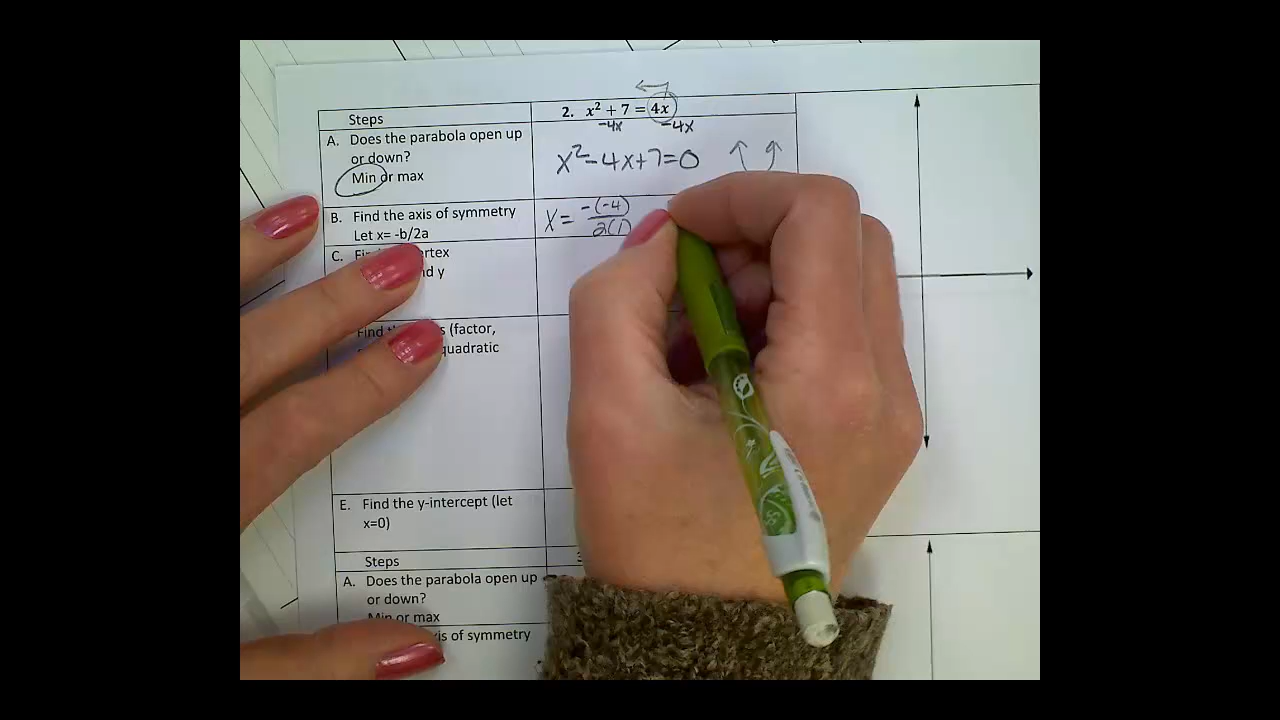 Steps
2. x² + 7 = 4x
-4x -4x
A. Does the parabola open up
or down?
Min or max
x²-4x+7=0
B. Find the axis of symmetry
Let x= -b/2a
x = -(-4)
2(1)
C.
y
(factor,
quadratic
E. Find the y-intercept (let
x=0)
Steps
A. Does the parabola open up
or down?
Min or max
of symmetry